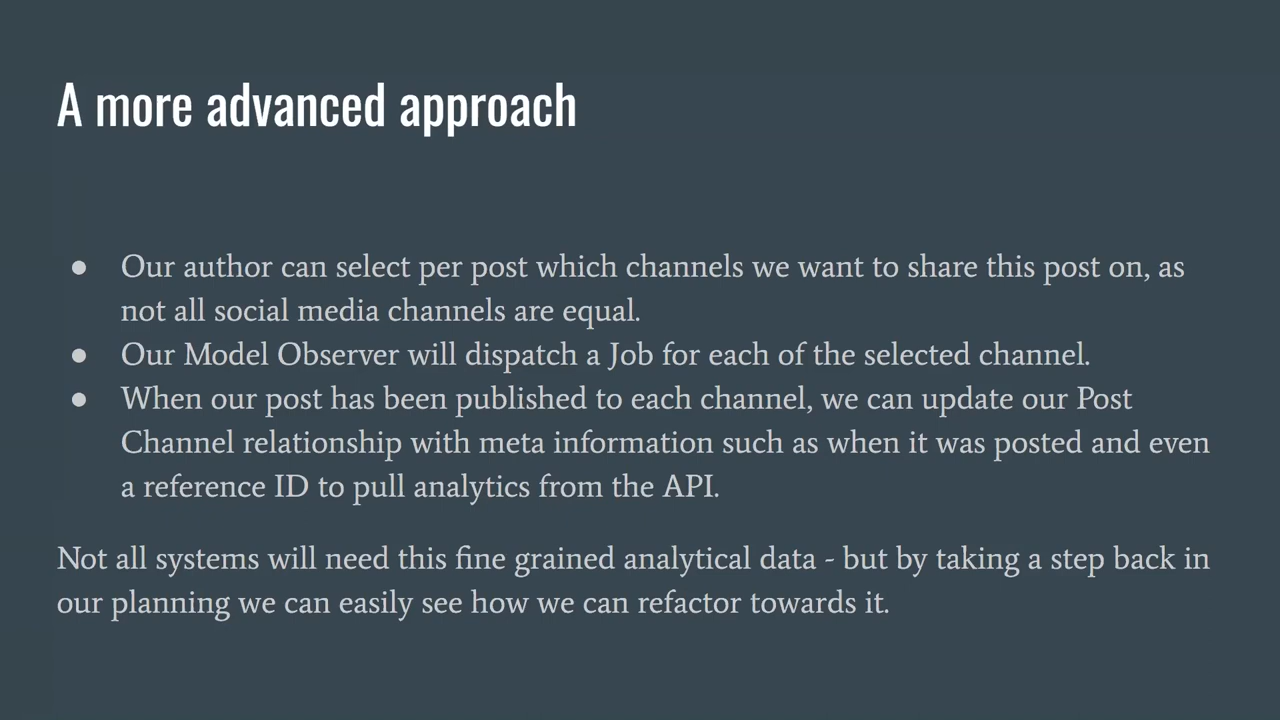 A more advanced approach
● Our author can select per post which channels we want to share this post on, as
not all social media channels are equal.
● Our Model Observer will dispatch a Job for each of the selected channel.
● When our post has been published to each channel, we can update our Post
Channel relationship with meta information such as when it was posted and even
a reference ID to pull analytics from the API.
Not all systems will need this fine grained analytical data - but by taking a step back in
our planning we can easily see how we can refactor towards it.